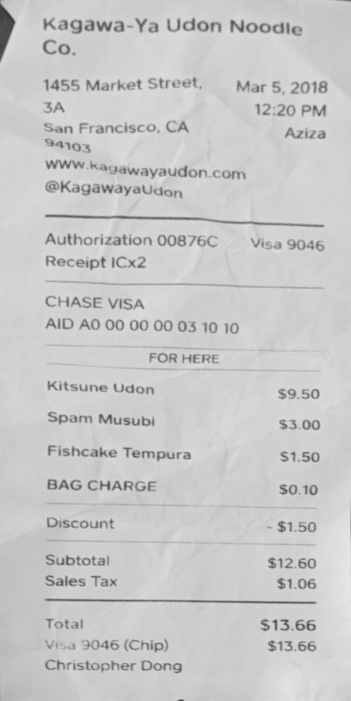 Kagawa-Ya Udon Noodle
Co.
1455 Market Street, Mar 5, 2018
3A 12:20 PM
San Francisco, CA Aziza
94103
www.kagawayaudon.com
@KagawayaUdon
Authorization 00876C Visa 9046
Receipt ICx2
CHASE VISA
AID A0 00 00 00 03 10 10
FOR HERE
Kitsune Udon $9.50
Spam Musubi $3.00
Fishcake Tempura $1.50
BAG CHARGE $0.10
Discount - $1.50
Subtotal $12.60
Sales Tax $1.06
Total $13.66
Visa 9046 (Chip) $13.66
Christopher Dong